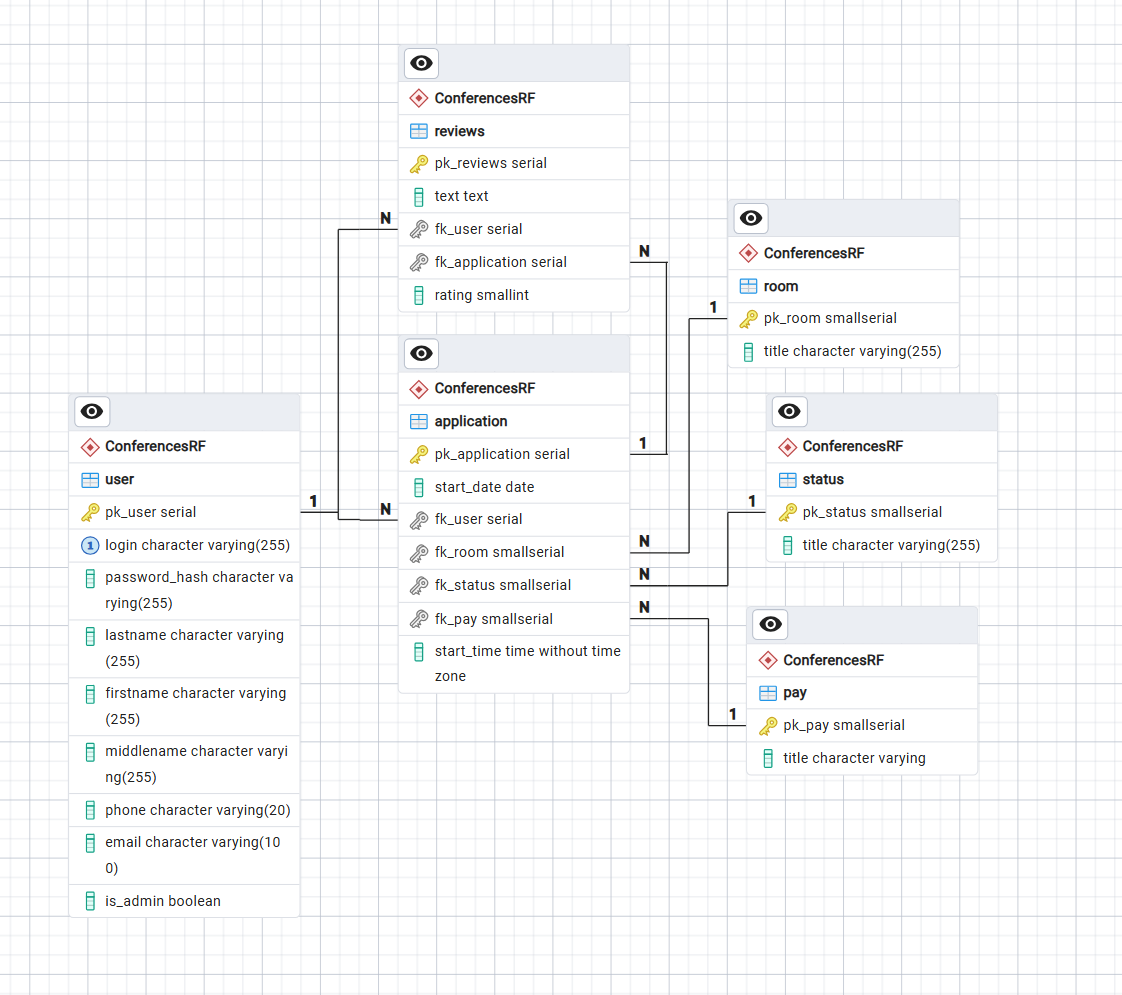 ConferencesRF
reviews
pk_reviews serial
text text
fk_user serial
fk_application serial
rating smallint
N
N
ConferencesRF
application
pk_application serial
start_date date
fk_user serial
fk_room smallserial
fk_status smallserial
fk_pay smallserial
start_time time without time
zone
1
N
N
N
N
ConferencesRF
user
pk_user serial
1
login character varying(255)
password_hash character va
rying(255)
lastname character varying
(255)
firstname character varying
(255)
middlename character varyi
ng(255)
phone character varying(20)
email character varying(10
0)
is_admin boolean
1
ConferencesRF
room
pk_room smallserial
title character varying(255)
1
ConferencesRF
status
pk_status smallserial
title character varying(255)
1
ConferencesRF
pay
pk_pay smallserial
title character varying
1